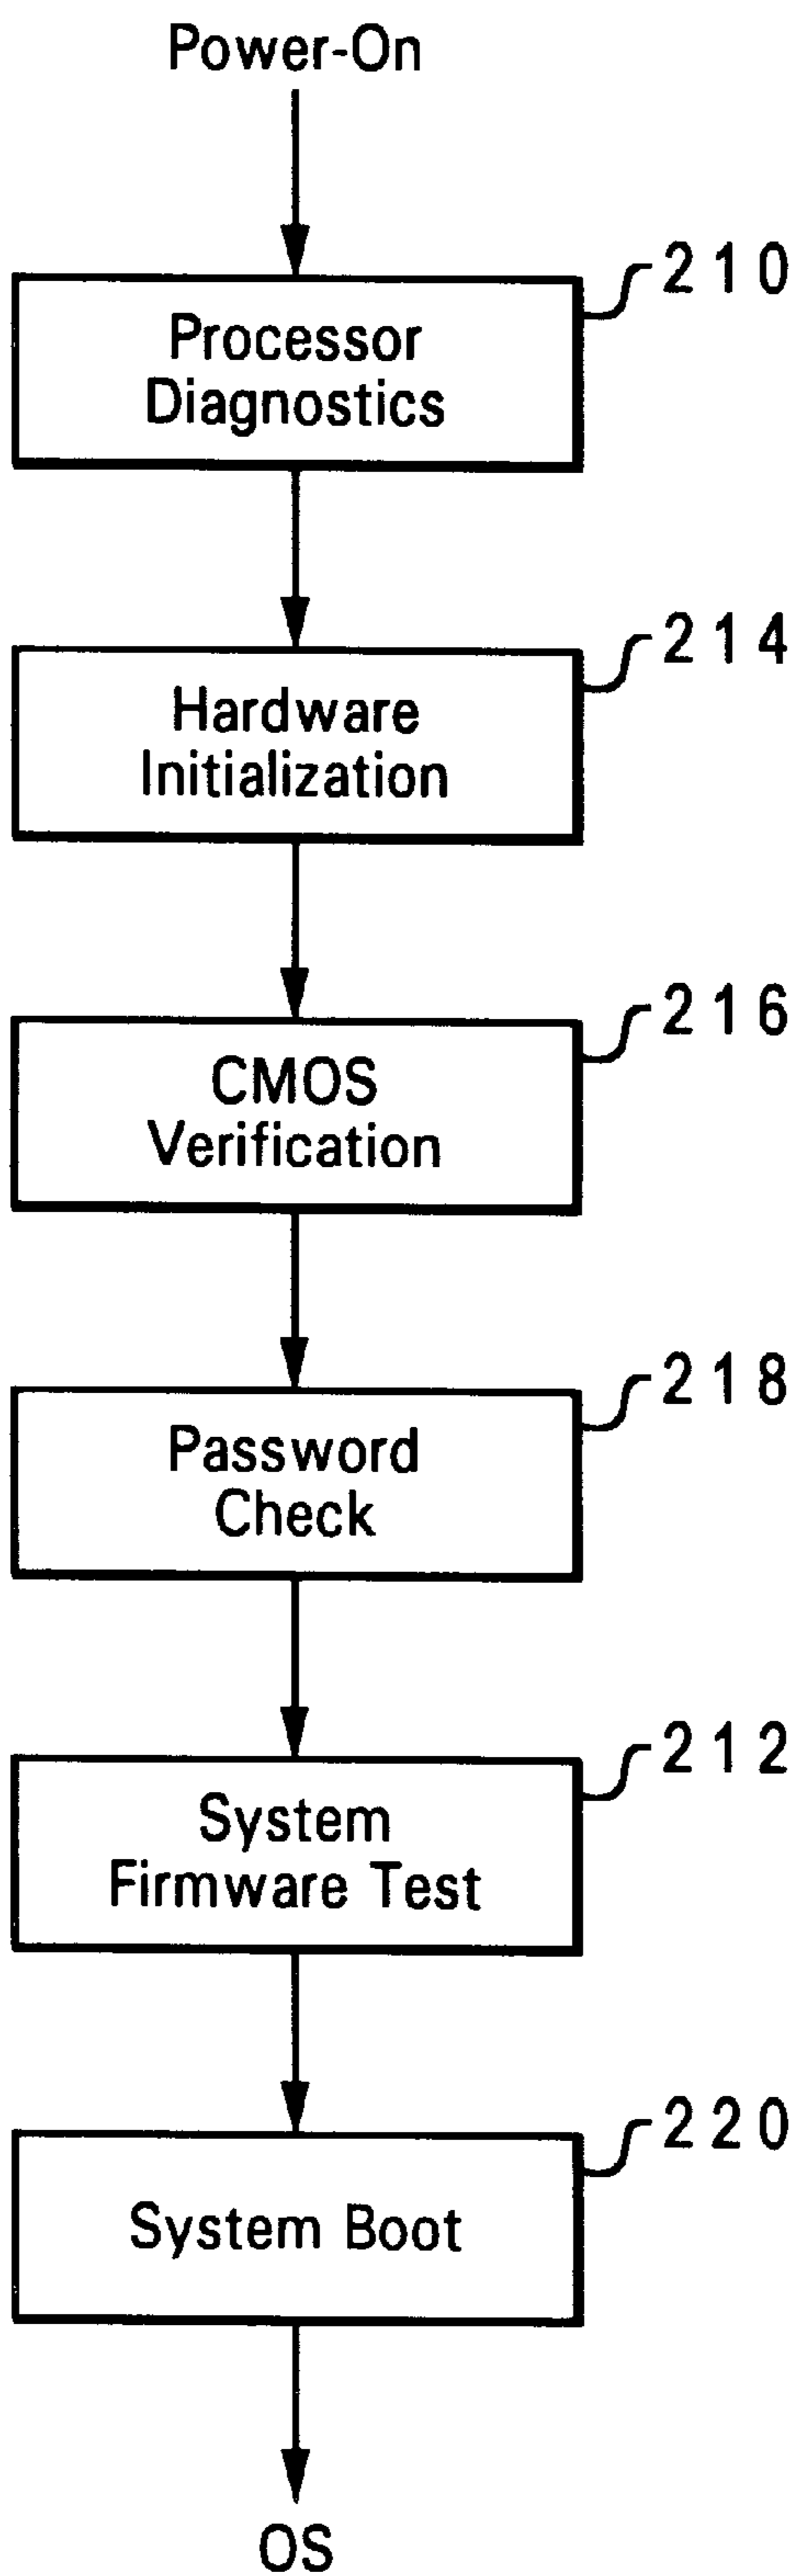 Power-On
210
Processor
Diagnostics
214
Hardware
Initialization
216
CMOS
Verification
218
Password
Check
212
System
Firmware Test
220
System Boot
OS